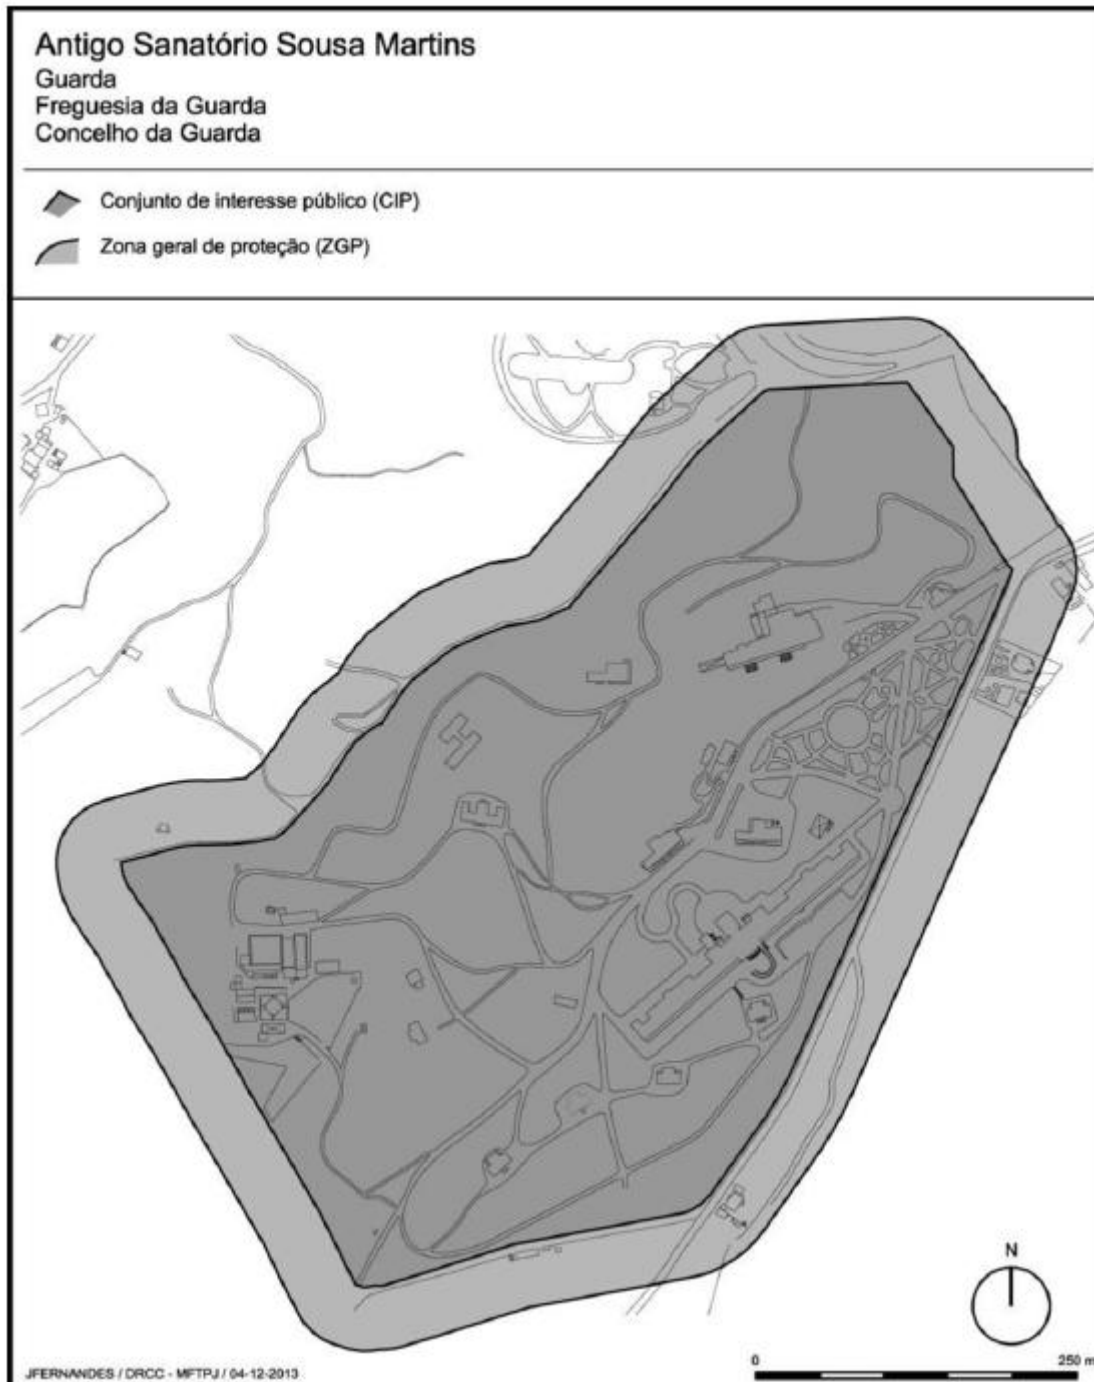 Antigo Sanatório Sousa Martins
Guarda
Freguesia da Guarda
Concelho da Guarda
Conjunto de interesse público (CIP)
Zona geral de proteção (ZGP)
N
JFERNANDES / DRCC - MFTPJ / 04-12-2013
0 250 m